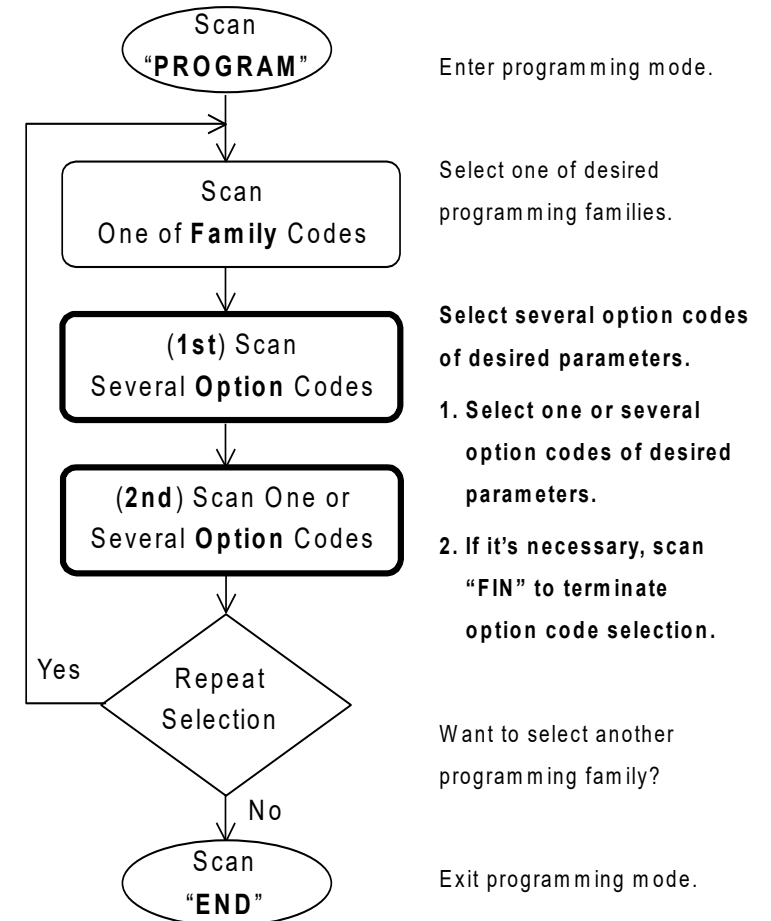 Scan
“PROGRAM”
Enter programming mode.
Scan
One of Family Codes
Select one of desired
programming families.
(1st) Scan
Several Option Codes
Select several option codes
of desired parameters.
1. Select one or several
option codes of desired
parameters.
(2nd) Scan One or
Several Option Codes
2. If it’s necessary, scan
“FIN” to terminate
option code selection.
Yes
Repeat
Selection
Want to select another
programming family?
No
Scan
“END”
Exit programming mode.